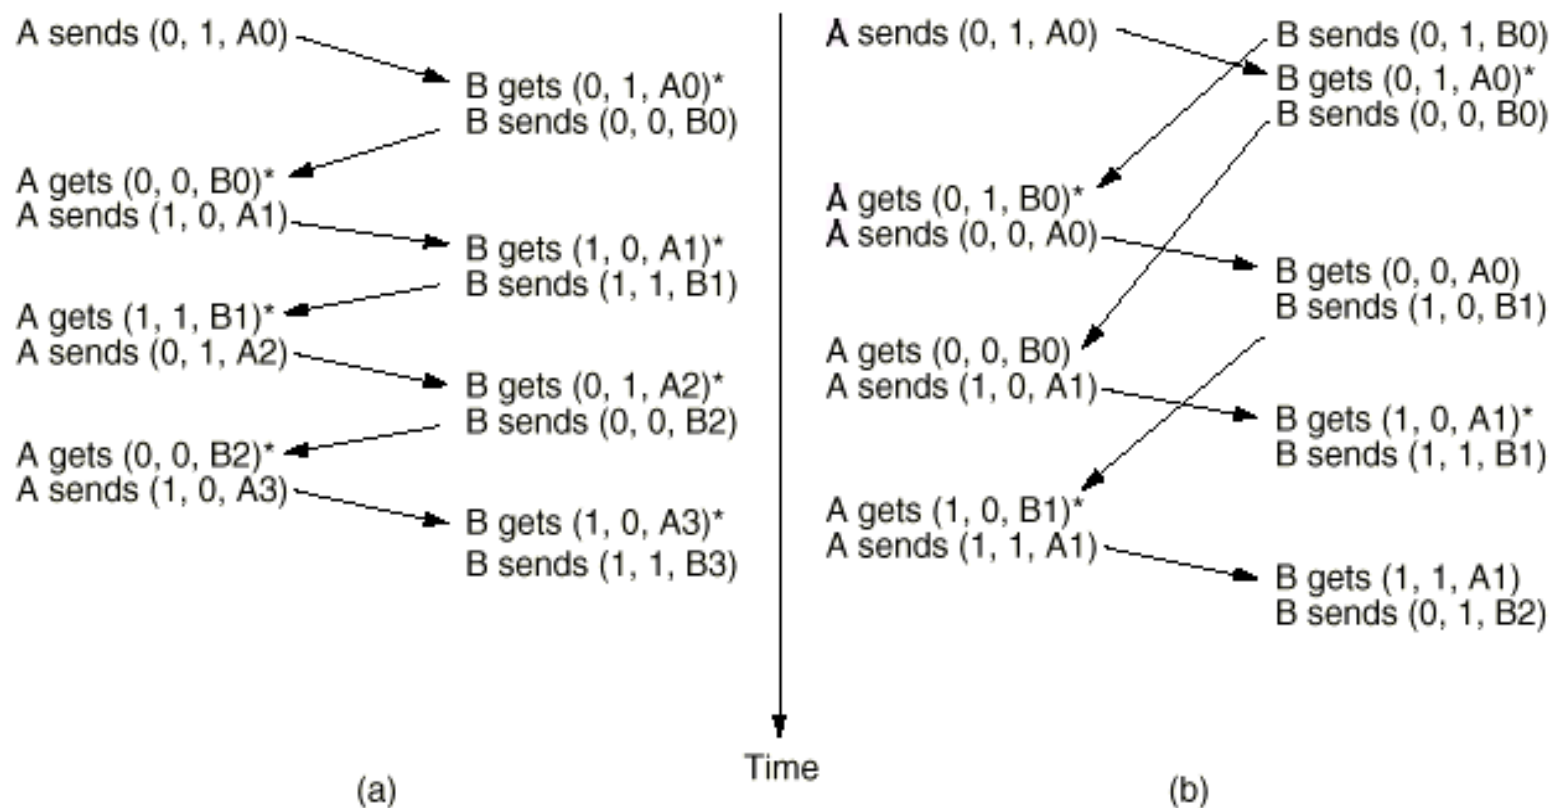 A sends (0, 1, A0)
B gets (0, 1, A0)*
B sends (0, 0, B0)
A gets (0, 0, B0)*
A sends (1, 0, A1)
B gets (1, 0, A1)*
B sends (1, 1, B1)
A gets (1, 1, B1)*
A sends (0, 1, A2)
B gets (0, 1, A2)*
B sends (0, 0, B2)
A gets (0, 0, B2)*
A sends (1, 0, A3)
B gets (1, 0, A3)*
B sends (1, 1, B3)
(a)
Time
A sends (0, 1, A0)
B sends (0, 1, B0)
B gets (0, 1, A0)*
B sends (0, 0, B0)
A gets (0, 1, B0)*
A sends (0, 0, A0)
B gets (0, 0, A0)
B sends (1, 0, B1)
A gets (0, 0, B0)
A sends (1, 0, A1)
B gets (1, 0, A1)*
B sends (1, 1, B1)
A gets (1, 0, B1)*
A sends (1, 1, A1)
B gets (1, 1, A1)
B sends (0, 1, B2)
(b)